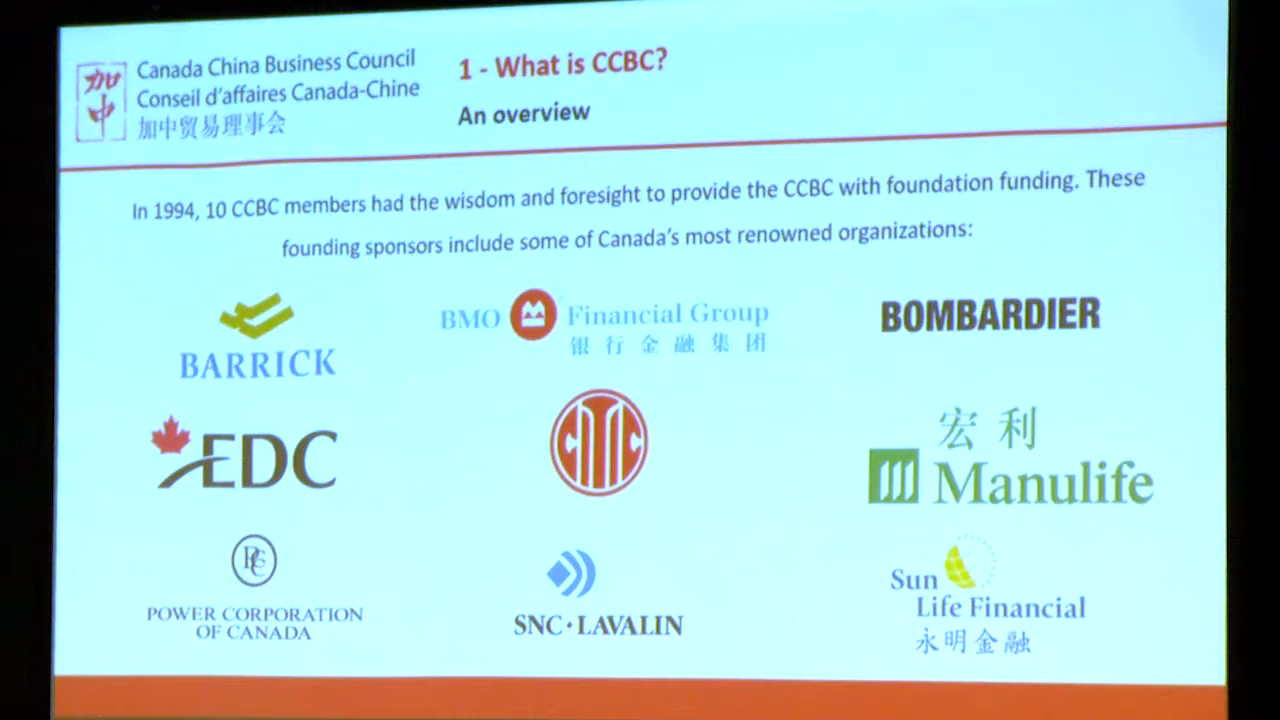 加中
Canada China Business Council
Conseil d'affaires Canada-Chine
加中贸易理事会
1 - What is CCBC?
An overview
In 1994, 10 CCBC members had the wisdom and foresight to provide the CCBC with foundation funding. These
founding sponsors include some of Canada's most renowned organizations:
BARRICK
BMO Financial Group
银行金融集团
BOMBARDIER
EDC
宏利
Manulife
POWER CORPORATION
OF CANADA
SNC·LAVALIN
Sun
Life Financial
永明金融